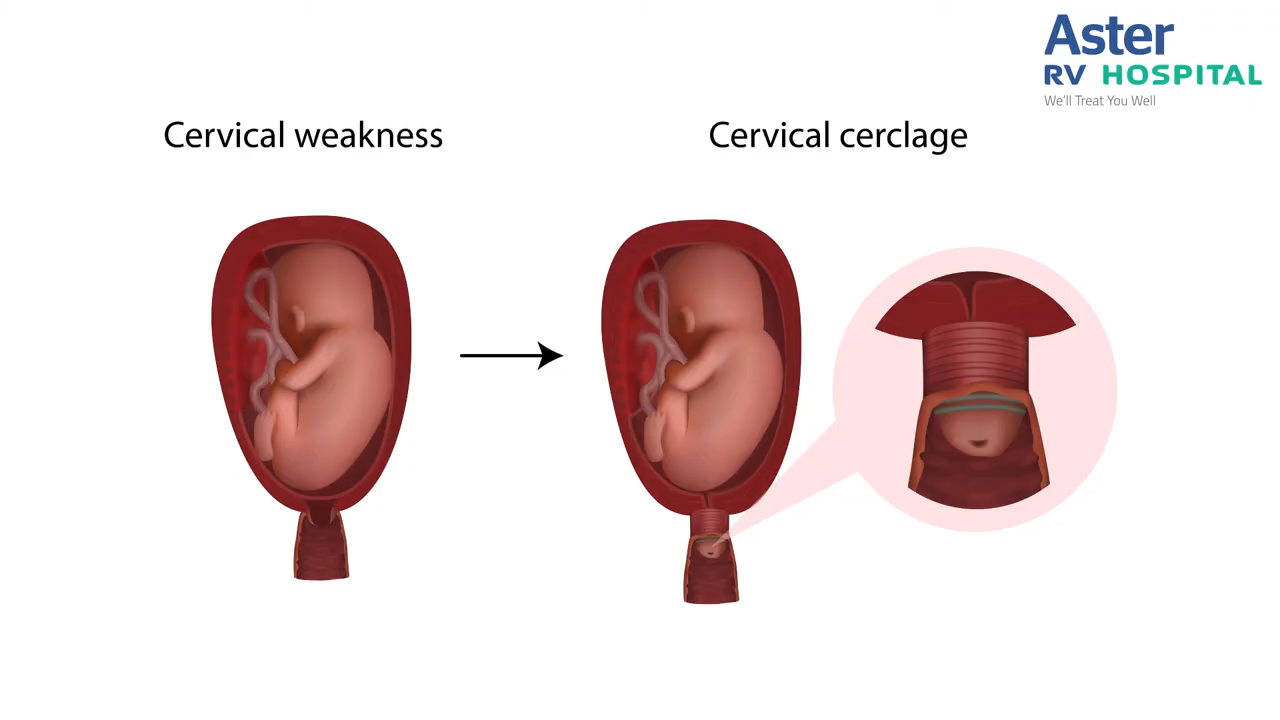 Aster
RV HOSPITAL
We'll Treat You Well
Cervical weakness
Cervical cerclage